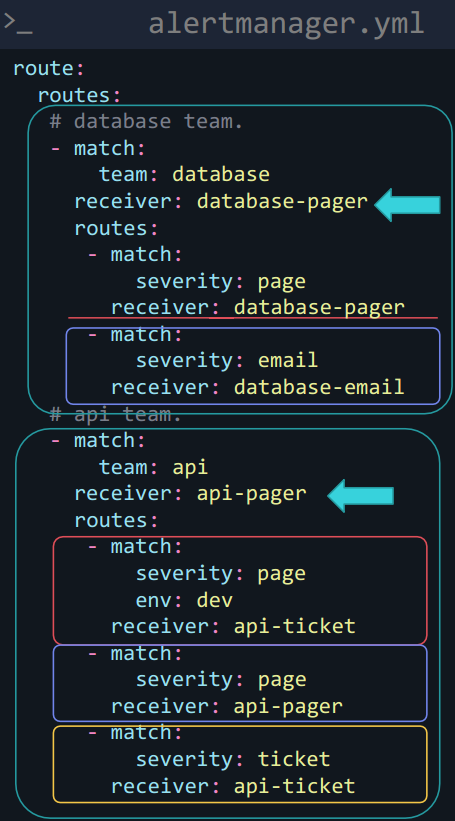 >_ alertmanager.yml
route:
  routes:
   # database team.
   - match:
       team: database
     receiver: database-pager
     routes:
      - match:
          severity: page
        receiver: database-pager
      - match:
          severity: email
        receiver: database-email
   # api team.
   - match:
       team: api
     receiver: api-pager
     routes:
      - match:
          severity: page
          env: dev
        receiver: api-ticket
      - match:
          severity: page
        receiver: api-pager
      - match:
          severity: ticket
        receiver: api-ticket